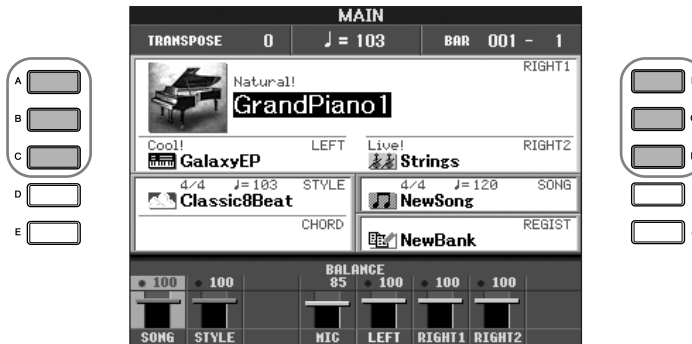 MAIN
TRANSPOSE 0 ♩ = 103 BAR 001 - 1
RIGHT1
Natural!
GrandPiano1
Cool! LEFT Live! RIGHT2
GalaxyEP Strings
4/4 ♩= 103 STYLE 4/4 ♩= 120 SONG
Classic8Beat NewSong
CHORD REGIST
NewBank
BALANCE
100 100 85 100 100 100
SONG STYLE MIC LEFT RIGHT1 RIGHT2
A
B
C
D
E